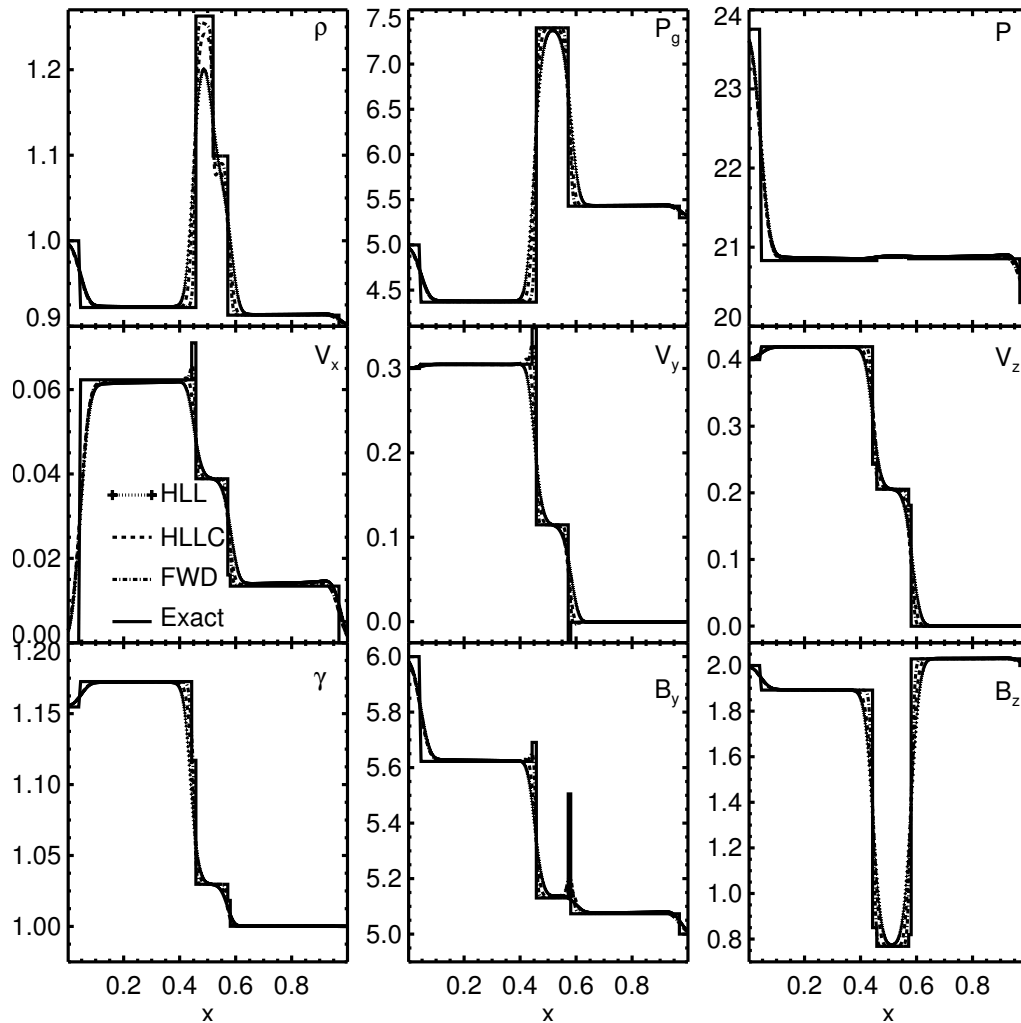 ρ
1.2
1.1
1.0
0.9
P_g
7.5
7.0
6.5
6.0
5.5
5.0
4.5
P
24
23
22
21
20
V_x
0.06
0.04
0.02
0.00
HLL
HLLC
FWD
Exact
V_y
0.3
0.2
0.1
0.0
V_z
0.4
0.3
0.2
0.1
0.0
γ
1.20
1.15
1.10
1.05
1.00
0.2 0.4 0.6 0.8
x
B_y
6.0
5.8
5.6
5.4
5.2
5.0
0.2 0.4 0.6 0.8
x
B_z
2.0
1.8
1.6
1.4
1.2
1.0
0.8
0.2 0.4 0.6 0.8
x